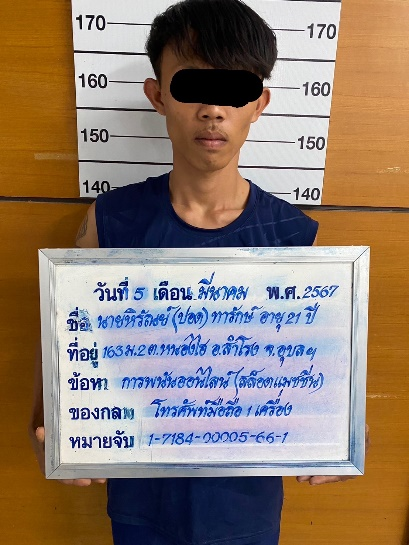 170 170
160 160
150 150
140 140
วันที่ 5 เดือน มีนาคม พ.ศ. 2567
ชื่อ นายหิรัณย์ (ปอด) ทารักษ์ อายุ 21 ปี
ที่อยู่ 163 ม.2 ต.หนองไฮ อ.สำโรง จ.อุบลฯ
ข้อหา การพนันออนไลน์ (สล็อตแมชชีน)
ของกลาง โทรศัพท์มือถือ 1 เครื่อง
หมายจับ 1-7184-00005-66-1